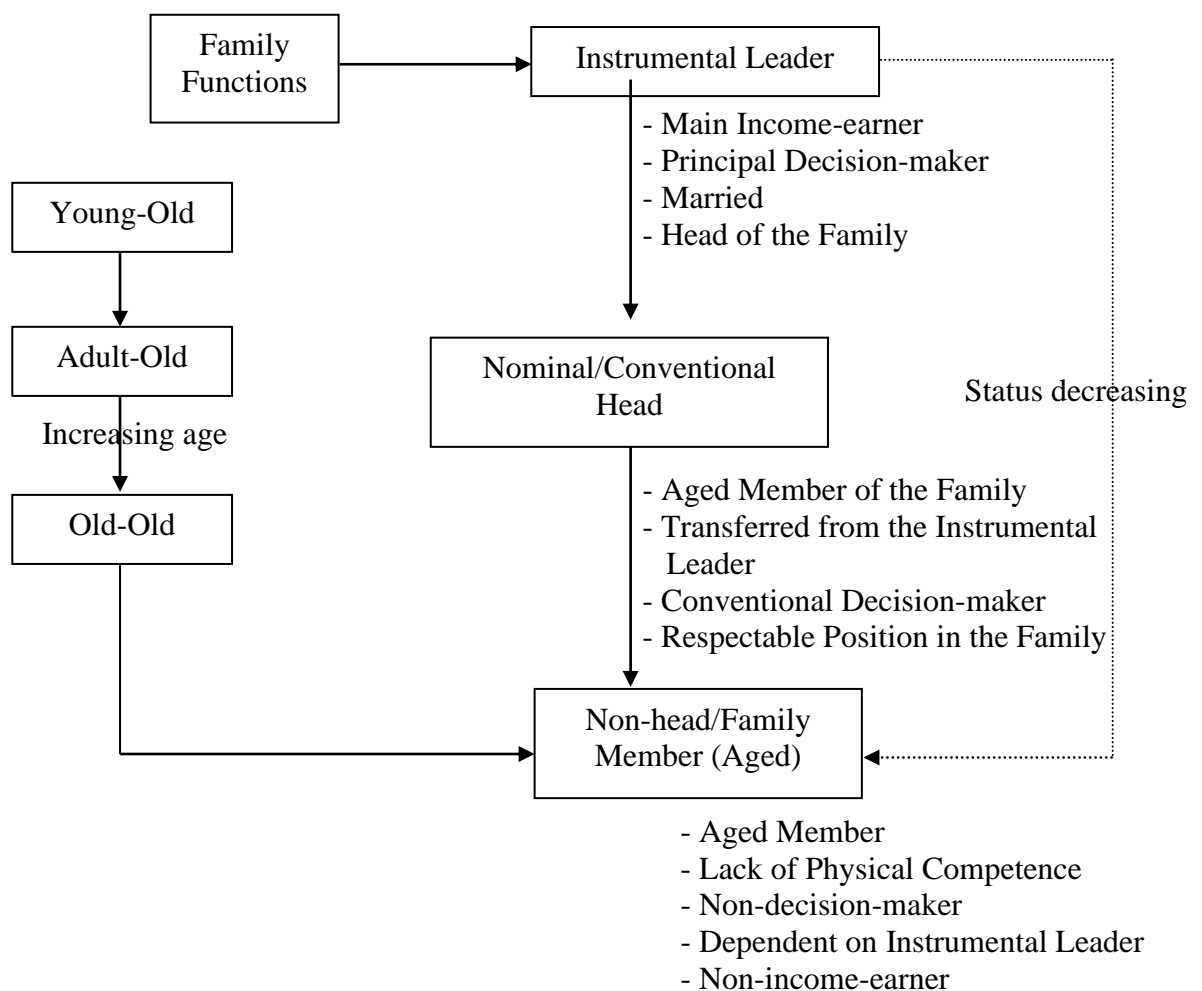 Family
Functions
Instrumental Leader
- Main Income-earner
- Principal Decision-maker
- Married
- Head of the Family
Young-Old
Adult-Old
Increasing age
Old-Old
Nominal/Conventional
Head
Status decreasing
- Aged Member of the Family
- Transferred from the Instrumental
Leader
- Conventional Decision-maker
- Respectable Position in the Family
Non-head/Family
Member (Aged)
- Aged Member
- Lack of Physical Competence
- Non-decision-maker
- Dependent on Instrumental Leader
- Non-income-earner